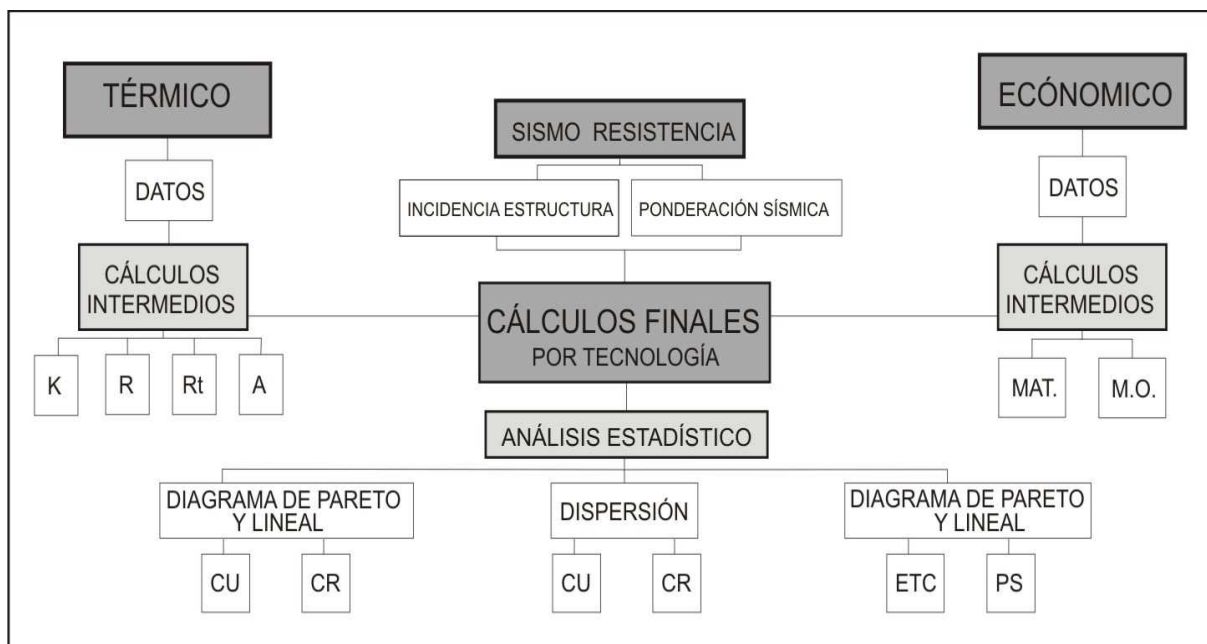 TÉRMICO
ECÓNOMICO
SISMO RESISTENCIA
DATOS
DATOS
INCIDENCIA ESTRUCTURA
PONDERACIÓN SÍSMICA
CÁLCULOS
INTERMEDIOS
CÁLCULOS
INTERMEDIOS
CÁLCULOS FINALES
POR TECNOLOGÍA
K
R
Rt
A
MAT.
M.O.
ANÁLISIS ESTADÍSTICO
DIAGRAMA DE PARETO
Y LINEAL
DISPERSIÓN
DIAGRAMA DE PARETO
Y LINEAL
CU
CR
CU
CR
ETC
PS